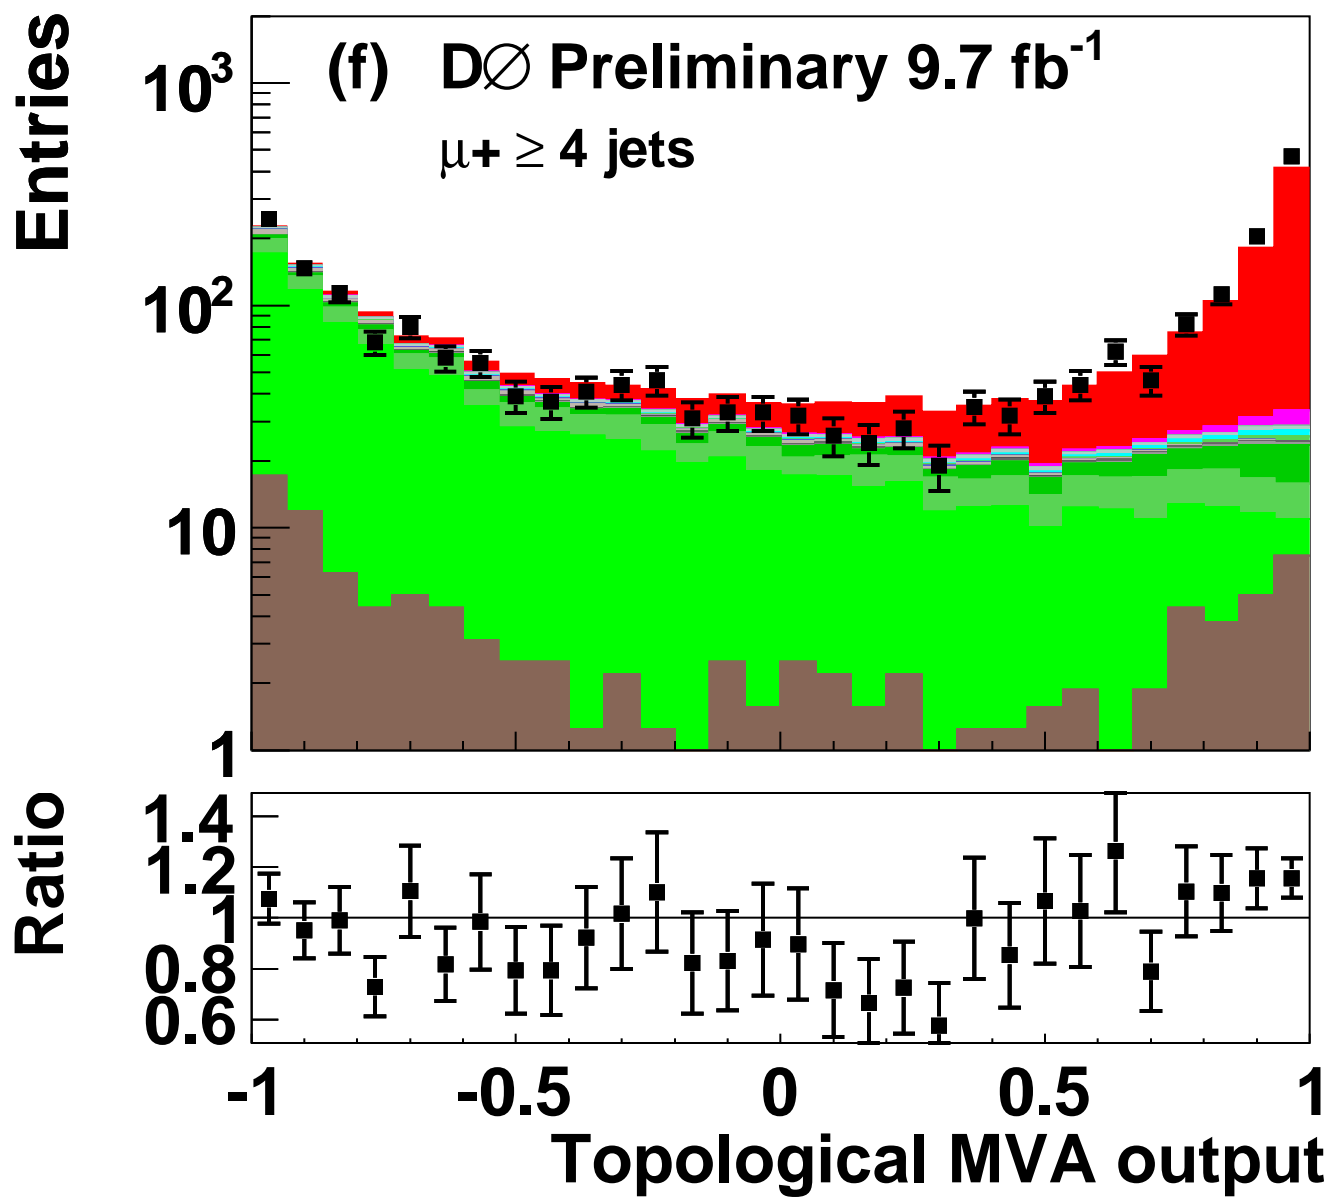 Entries
10³
10²
10
1
(f) DØ Preliminary 9.7 fb⁻¹
μ+ ≥ 4 jets
Ratio
1.4
1.2
1
0.8
0.6
-1 -0.5 0 0.5 1
Topological MVA output